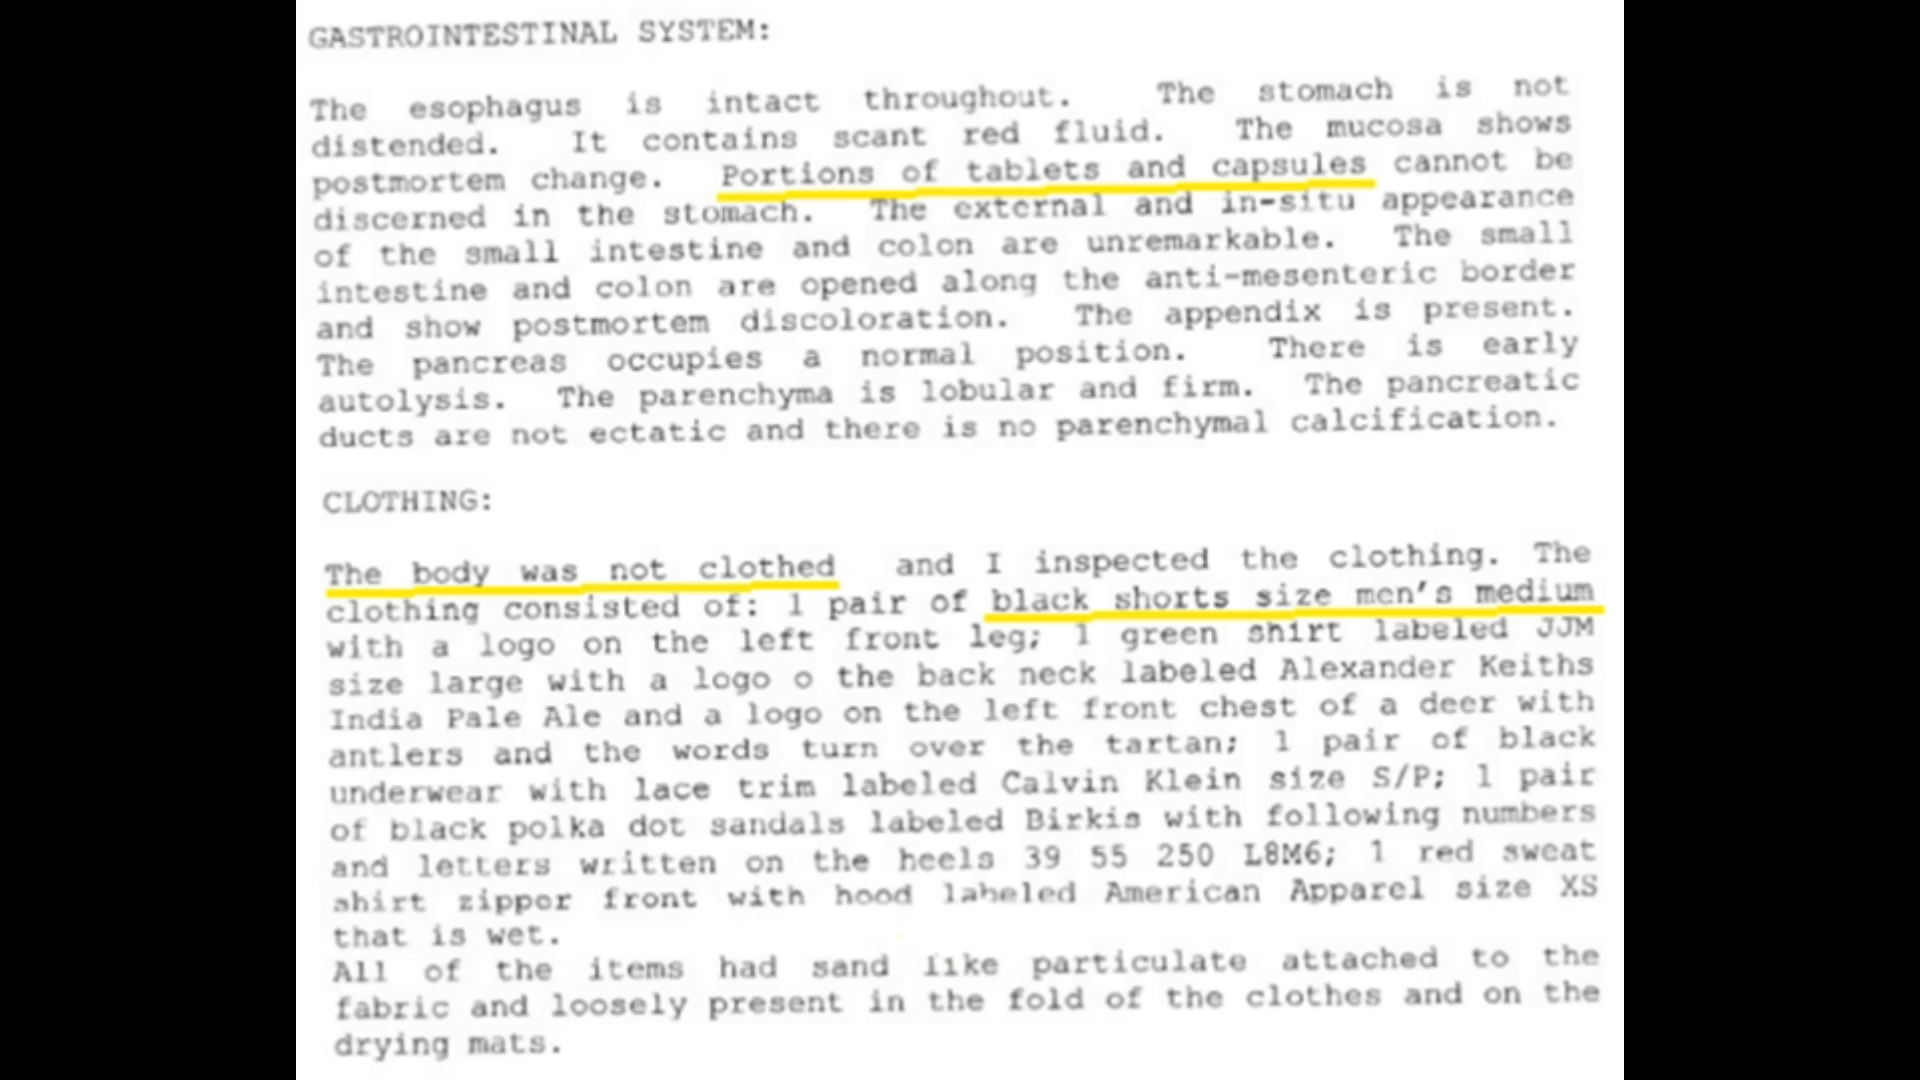 GASTROINTESTINAL SYSTEM:
The esophagus is intact throughout. The stomach is not
distended. It contains scant red fluid. The mucosa shows
postmortem change. Portions of tablets and capsules cannot be
discerned in the stomach. The external and in-situ appearance
of the small intestine and colon are unremarkable. The small
intestine and colon are opened along the anti-mesenteric border
and show postmortem discoloration. The appendix is present.
The pancreas occupies a normal position. There is early
autolysis. The parenchyma is lobular and firm. The pancreatic
ducts are not ectatic and there is no parenchymal calcification.
CLOTHING:
The body was not clothed and I inspected the clothing. The
clothing consisted of: 1 pair of black shorts size men's medium
with a logo on the left front leg; 1 green shirt labeled JJM
size large with a logo o the back neck labeled Alexander Keiths
India Pale Ale and a logo on the left front chest of a deer with
antlers and the words turn over the tartan; 1 pair of black
underwear with lace trim labeled Calvin Klein size S/P; 1 pair
of black polka dot sandals labeled Birkis with following numbers
and letters written on the heels 39 55 250 L8M6; 1 red sweat
shirt zipper front with hood labeled American Apparel size XS
that is wet.
All of the items had sand like particulate attached to the
fabric and loosely present in the fold of the clothes and on the
drying mats.